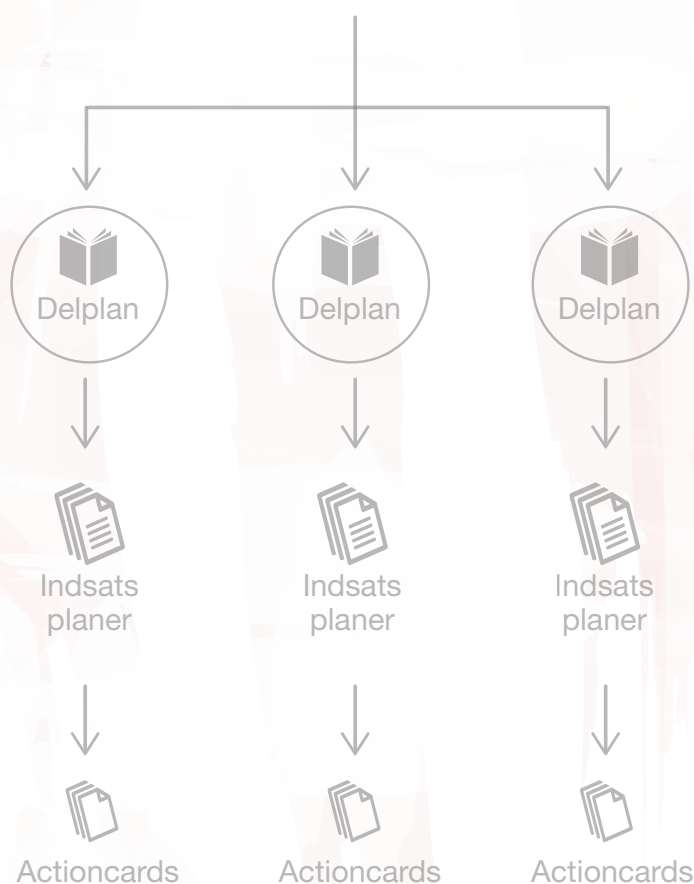 Delplan
Delplan
Delplan
Indsats
planer
Indsats
planer
Indsats
planer
Actioncards
Actioncards
Actioncards